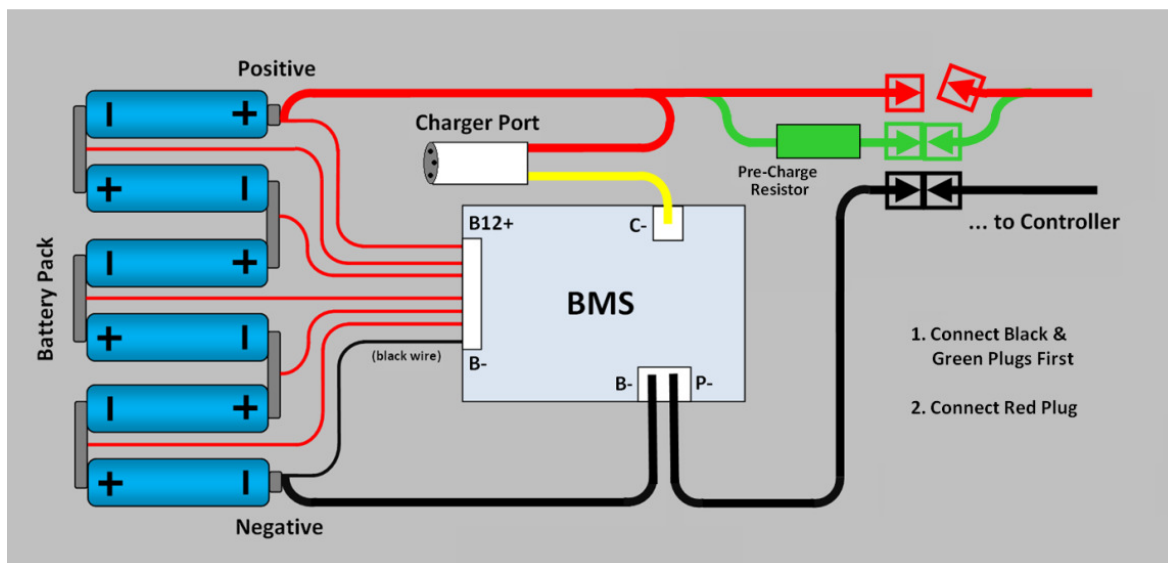 Positive
Charger Port
Pre-Charge
Resistor
... to Controller
B12+
C-
BMS
Battery Pack
(black wire)
B-
B-
P-
1. Connect Black &
Green Plugs First
2. Connect Red Plug
Negative
+
-
+
-
+
-
+
-
+
-
+
-